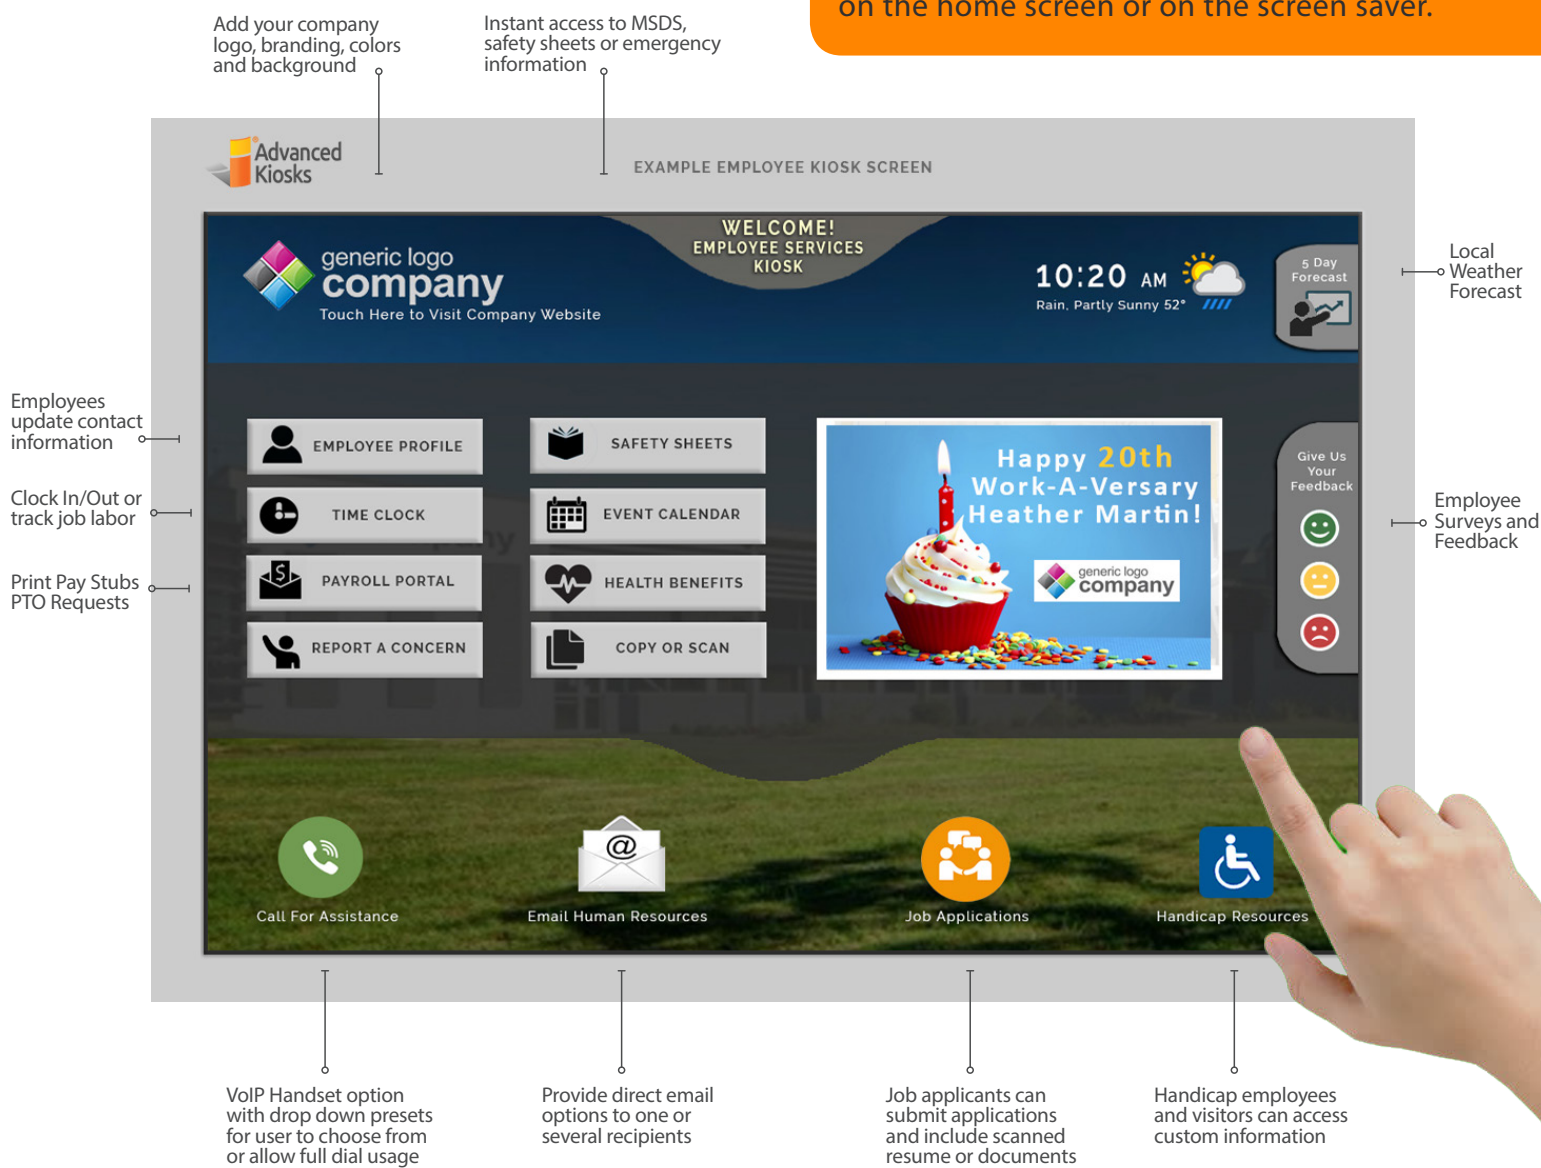 on the home screen or on the screen saver.
Add your company
logo, branding, colors
and background
Instant access to MSDS,
safety sheets or emergency
information
Advanced
Kiosks
EXAMPLE EMPLOYEE KIOSK SCREEN
WELCOME!
EMPLOYEE SERVICES
KIOSK
generic logo
company
Touch Here to Visit Company Website
10:20 AM
Rain, Partly Sunny 52°
5 Day
Forecast
Local
Weather
Forecast
Employees
update contact
information
Clock In/Out or
track job labor
Print Pay Stubs
PTO Requests
EMPLOYEE PROFILE
TIME CLOCK
PAYROLL PORTAL
REPORT A CONCERN
SAFETY SHEETS
EVENT CALENDAR
HEALTH BENEFITS
COPY OR SCAN
Happy 20th
Work-A-Versary
Heather Martin!
generic logo
company
Give Us
Your
Feedback
Employee
Surveys and
Feedback
Call For Assistance
Email Human Resources
Job Applications
Handicap Resources
VoIP Handset option
with drop down presets
for user to choose from
or allow full dial usage
Provide direct email
options to one or
several recipients
Job applicants can
submit applications
and include scanned
resume or documents
Handicap employees
and visitors can access
custom information